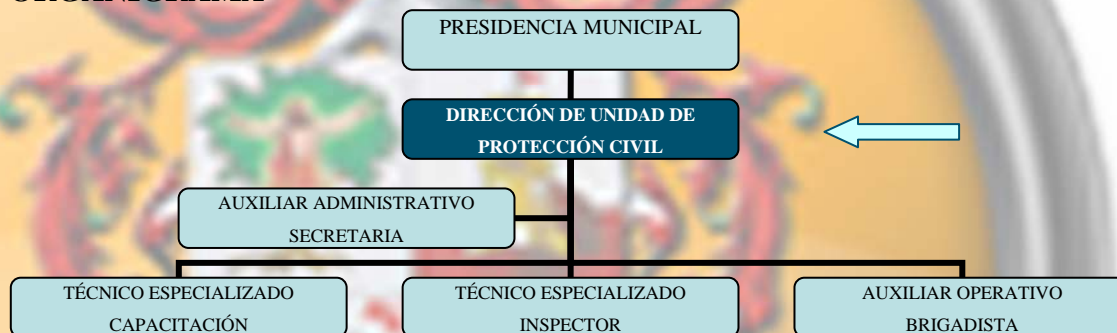 ORGANIGRAMA
PRESIDENCIA MUNICIPAL
DIRECCIÓN DE UNIDAD DE
PROTECCIÓN CIVIL
AUXILIAR ADMINISTRATIVO
SECRETARIA
TÉCNICO ESPECIALIZADO
CAPACITACIÓN
TÉCNICO ESPECIALIZADO
INSPECTOR
AUXILIAR OPERATIVO
BRIGADISTA